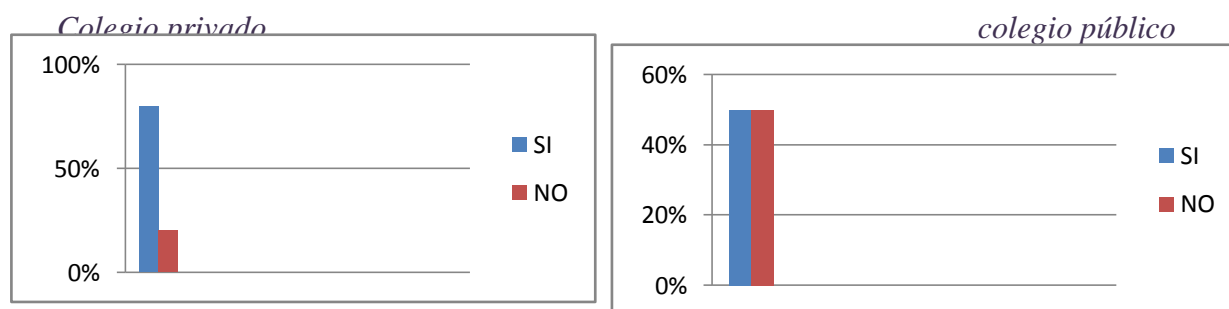 Colegio privado
colegio público
100%
50%
0%
SI
NO
60%
40%
20%
0%
SI
NO